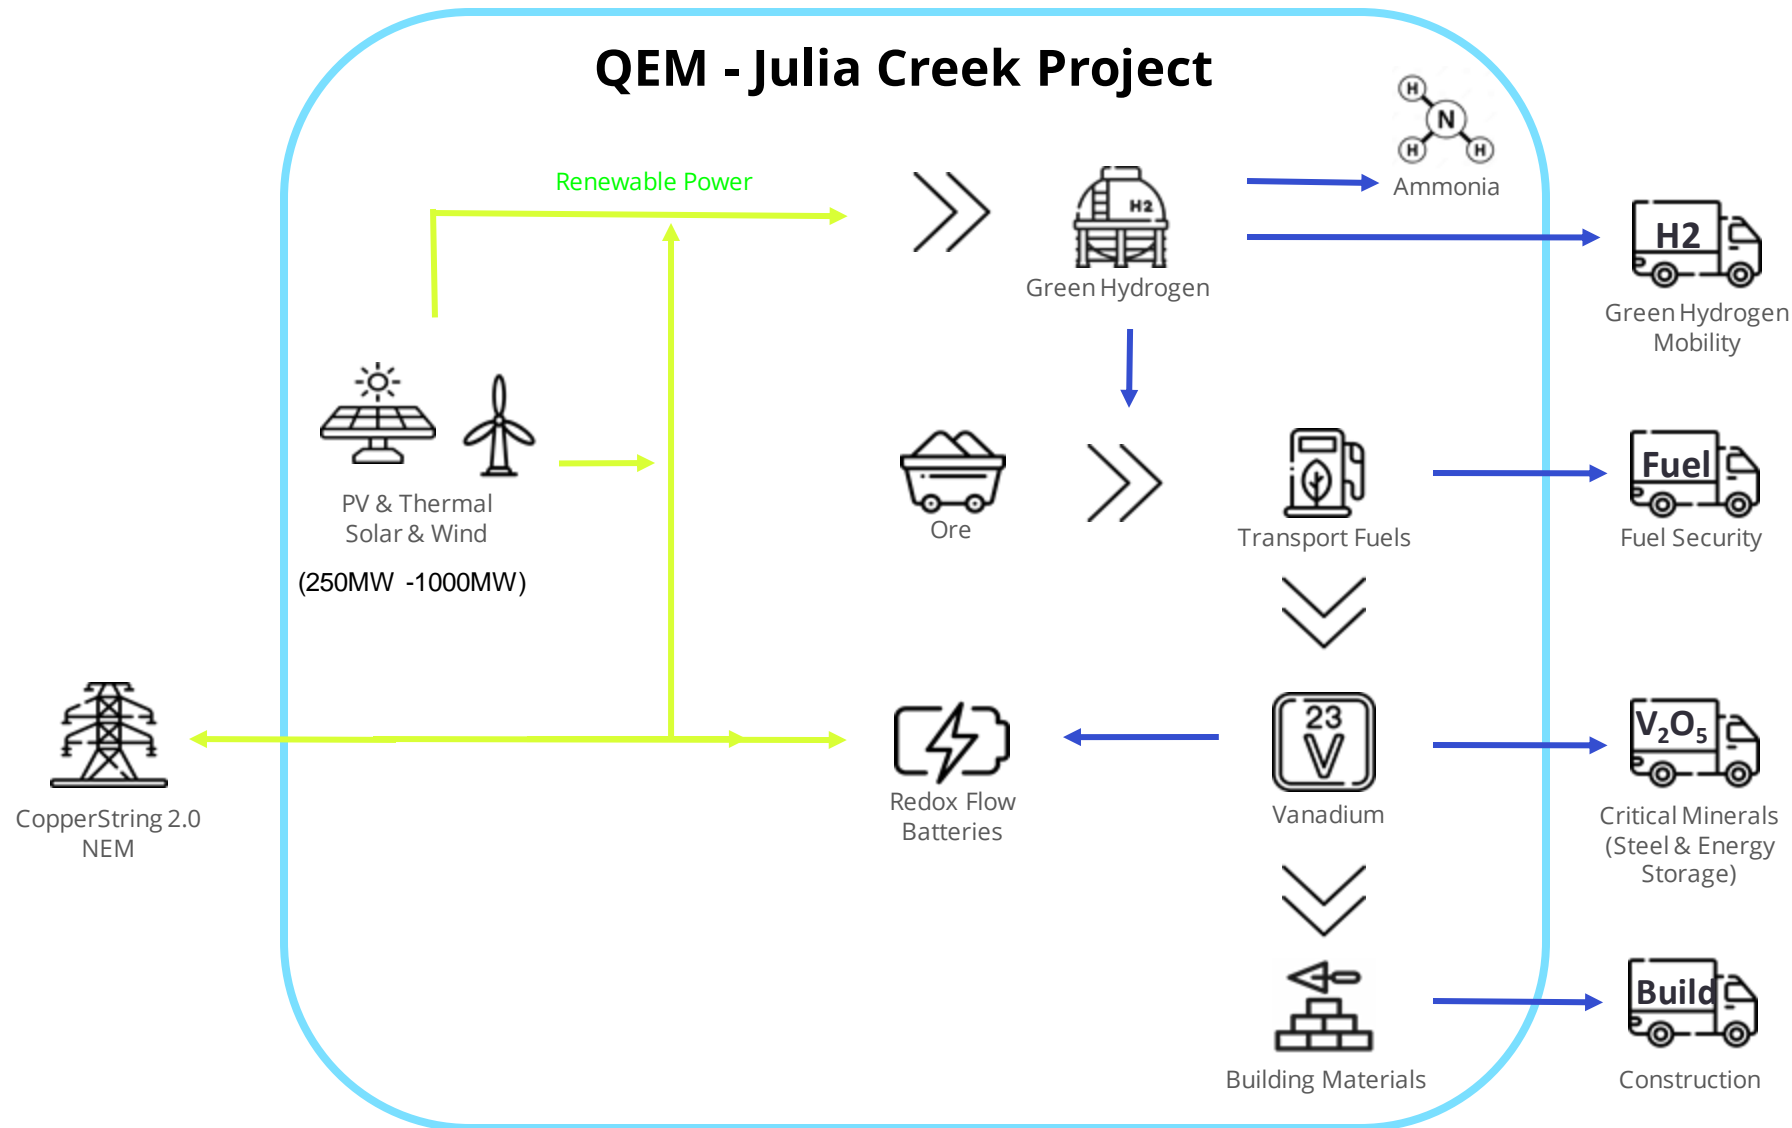 QEM - Julia Creek Project
H
N
H
H
Ammonia
Renewable Power
H2
Green Hydrogen
H2
Green Hydrogen
Mobility
PV & Thermal
Solar & Wind
(250MW -1000MW)
Ore
Transport Fuels
Fuel
Fuel Security
CopperString 2.0
NEM
Redox Flow
Batteries
23
V
Vanadium
V₂O₅
Critical Minerals
(Steel & Energy
Storage)
Building Materials
Build
Construction